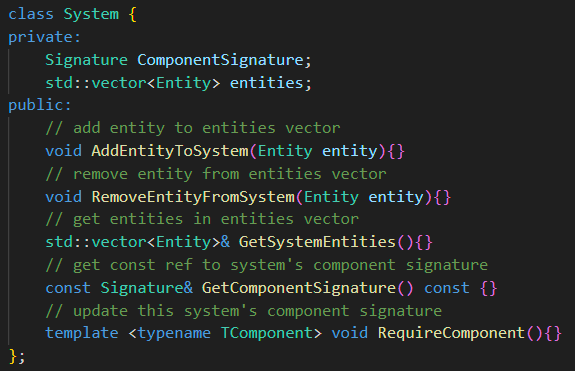 class System {
private:
    Signature ComponentSignature;
    std::vector<Entity> entities;
public:
    // add entity to entities vector
    void AddEntityToSystem(Entity entity){}
    // remove entity from entities vector
    void RemoveEntityFromSystem(Entity entity){}
    // get entities in entities vector
    std::vector<Entity>& GetSystemEntities(){}
    // get const ref to system's component signature
    const Signature& GetComponentSignature() const {}
    // update this system's component signature
    template <typename TComponent> void RequireComponent(){}
};